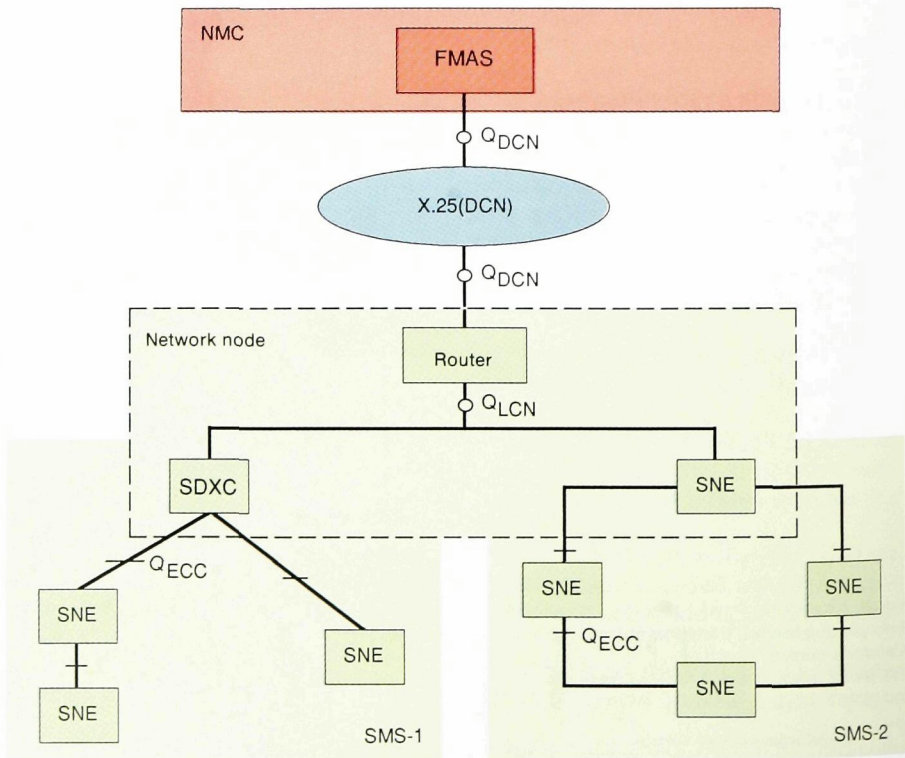 NMC
FMAS
QDCN
X.25(DCN)
QDCN
Network node
Router
QLCN
SDXC
SNE
QECC
SNE
SNE
SNE
SNE
SNE
QECC
SNE
SMS-1
SMS-2